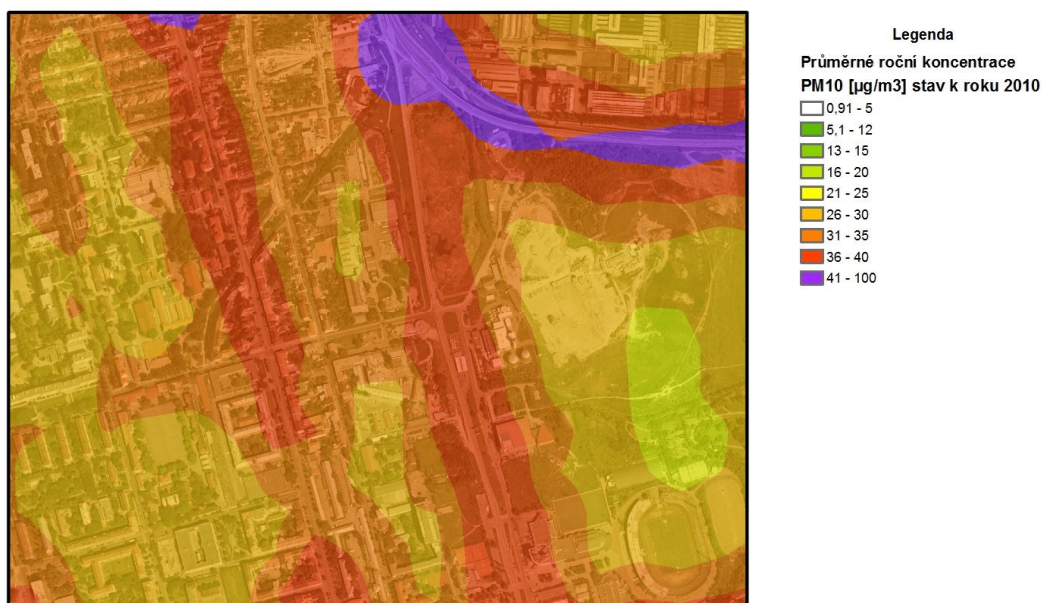 Legenda
Průměrné roční koncentrace
PM10 [µg/m3] stav k roku 2010
0,91 - 5
5,1 - 12
13 - 15
16 - 20
21 - 25
26 - 30
31 - 35
36 - 40
41 - 100